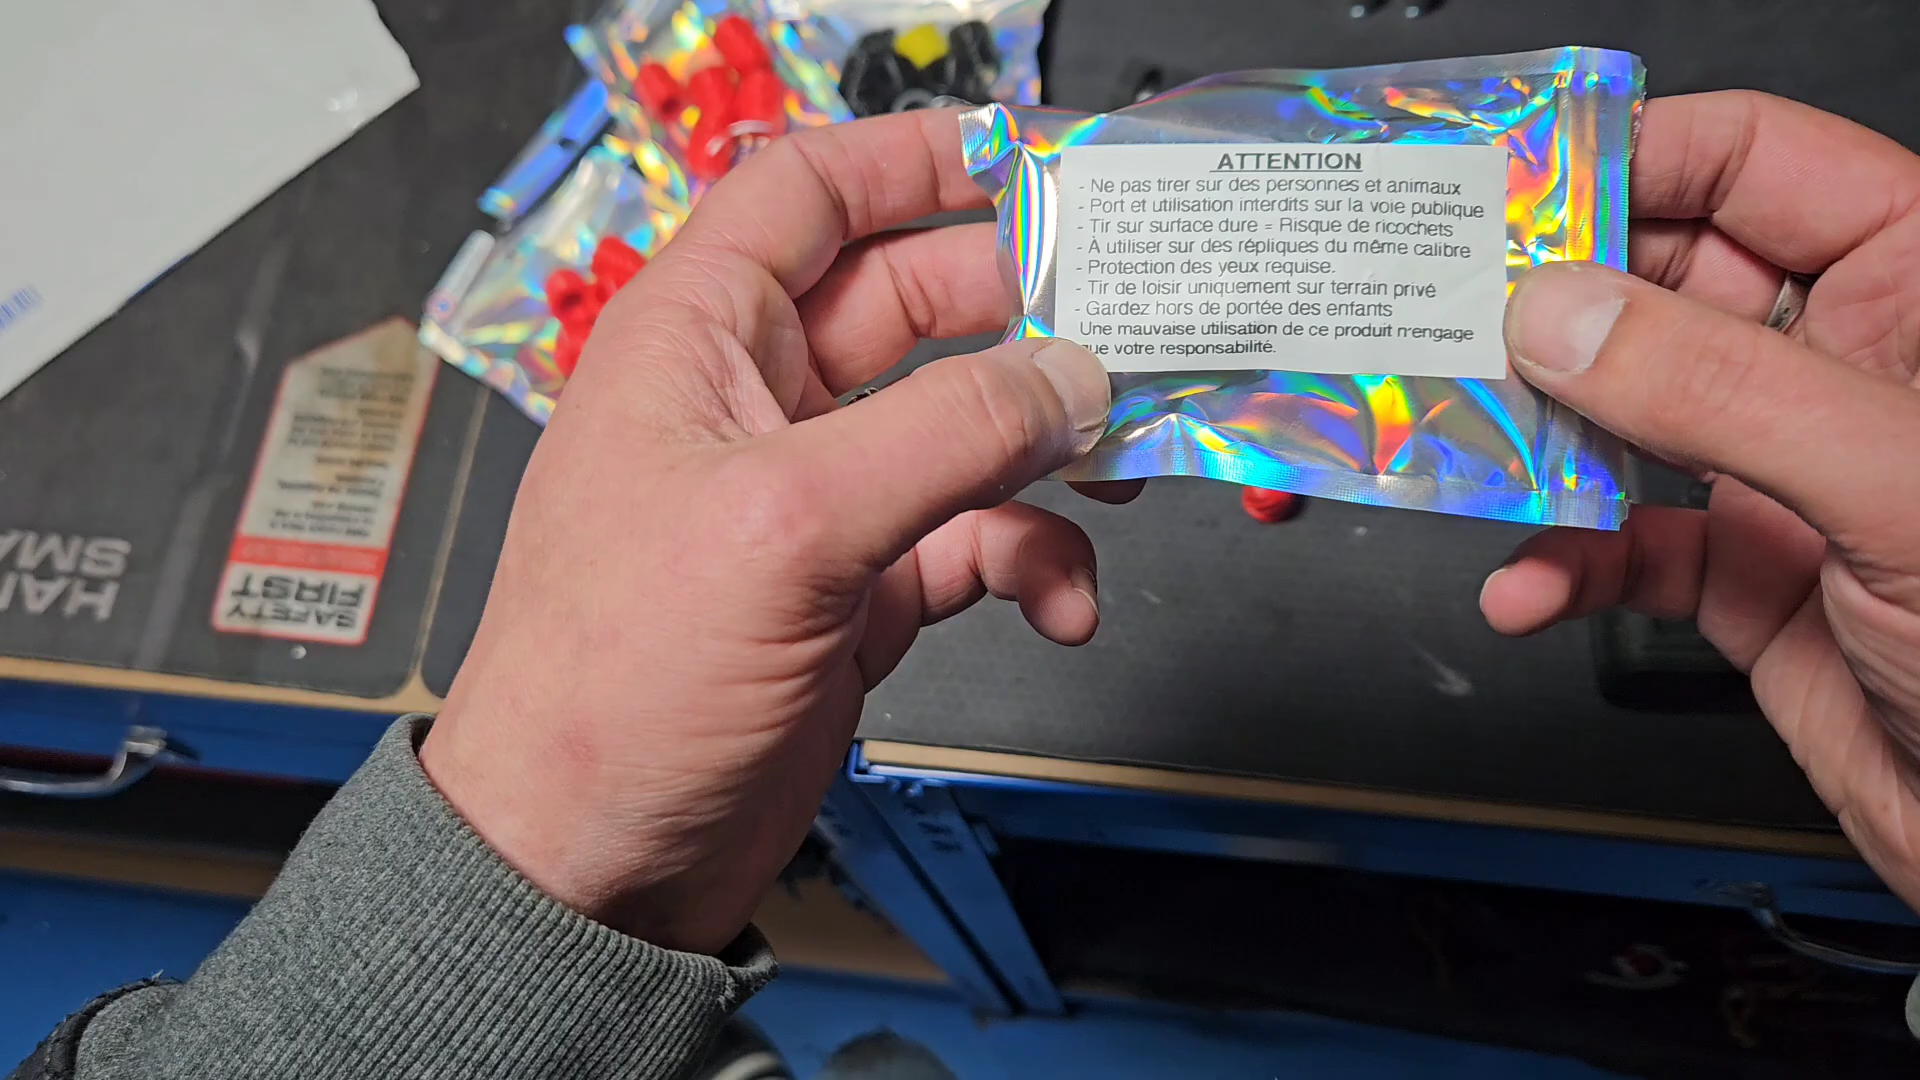 ATTENTION
- Ne pas tirer sur des personnes et animaux
- Port et utilisation interdits sur la voie publique
- Tir sur surface dure = Risque de ricochets
- À utiliser sur des répliques du même calibre
- Protection des yeux requise.
- Tir de loisir uniquement sur terrain privé
- Gardez hors de portée des enfants
Une mauvaise utilisation de ce produit n'engage
que votre responsabilité.
SAFETY
FIRST